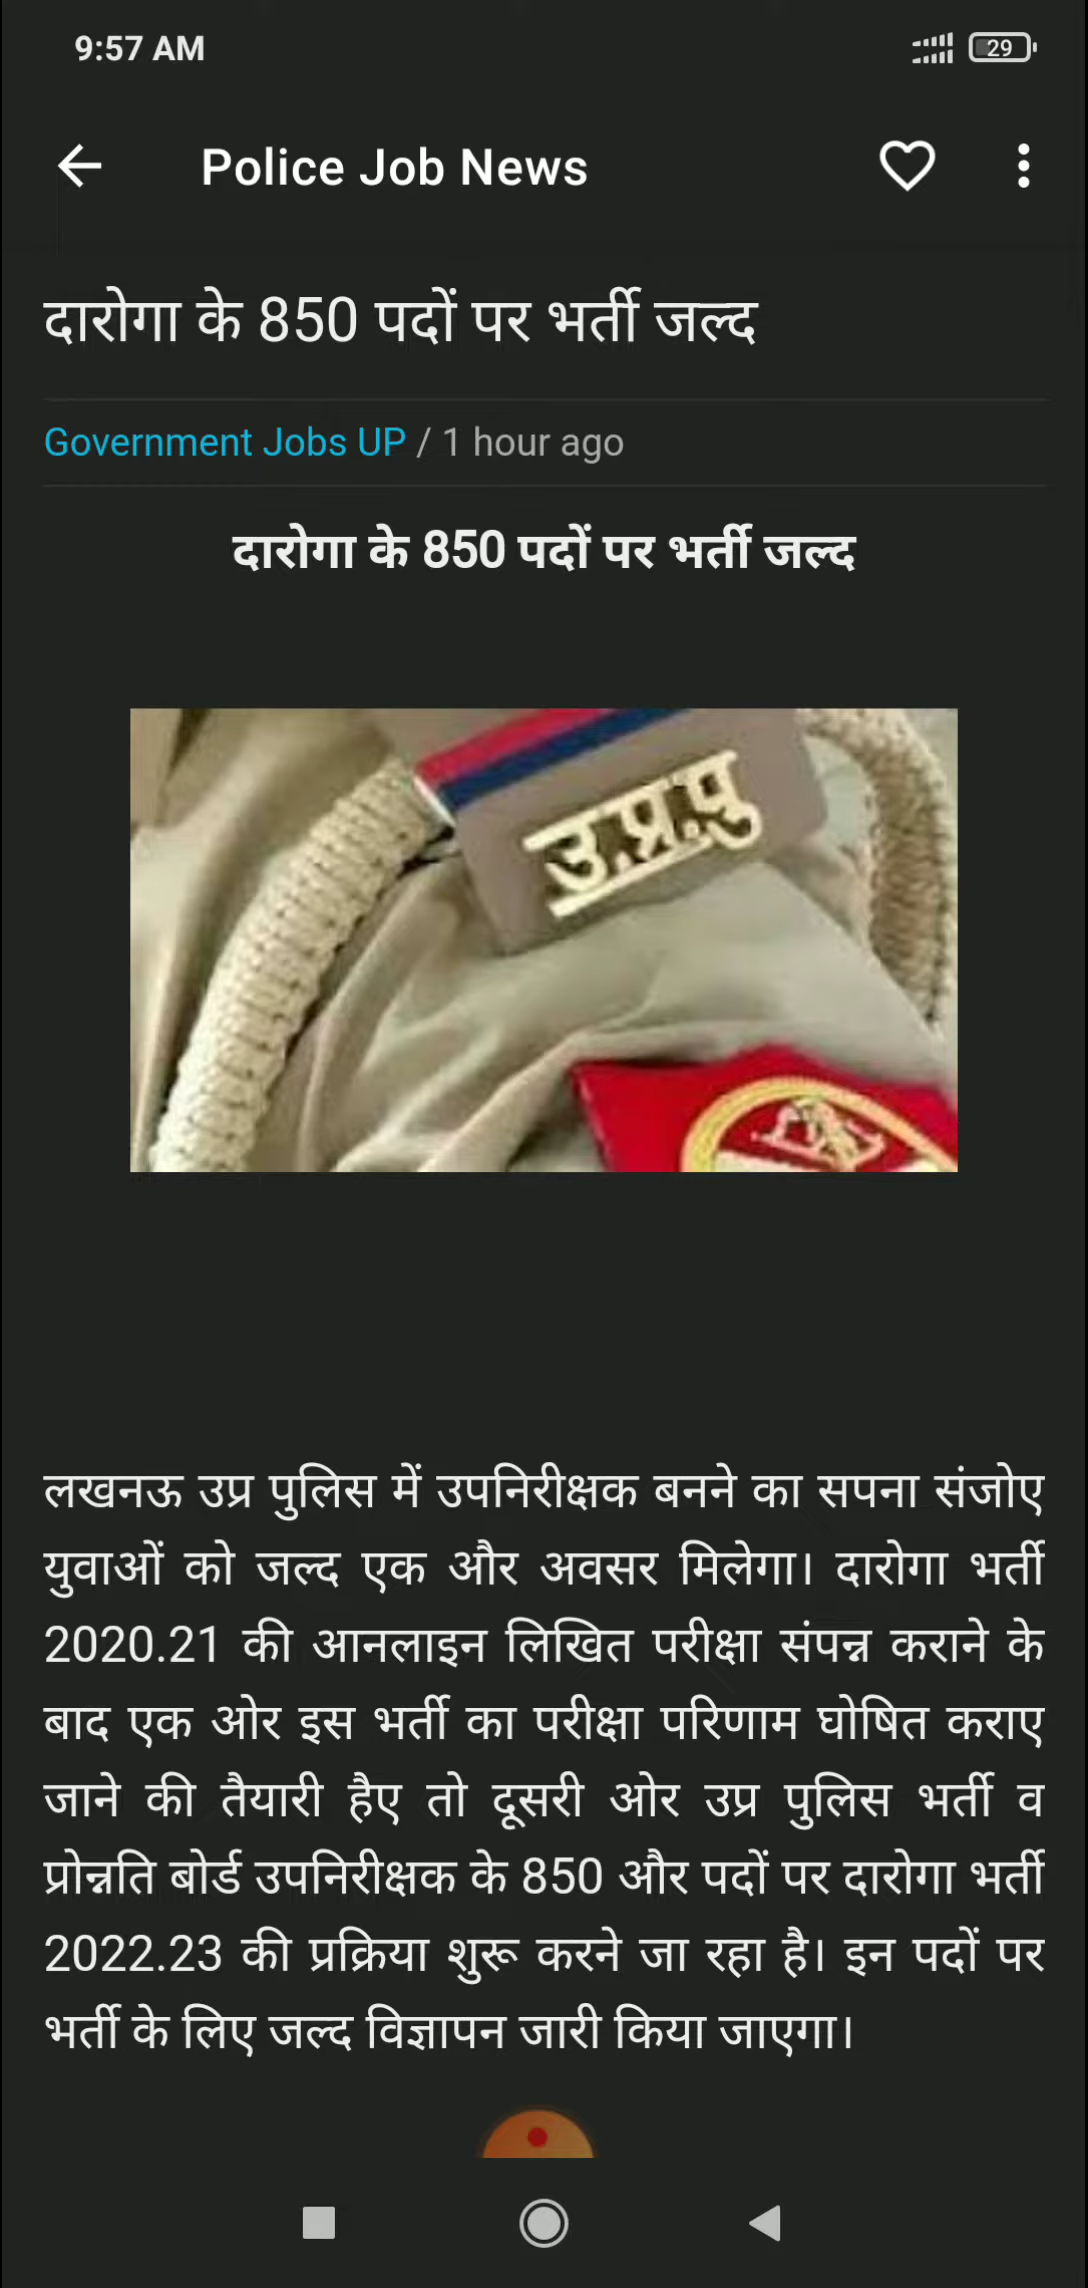 9:57 AM
29
Police Job News
दारोगा के 850 पदों पर भर्ती जल्द
Government Jobs UP / 1 hour ago
दारोगा के 850 पदों पर भर्ती जल्द
उ.प्र.पु
लखनऊ उप्र पुलिस में उपनिरीक्षक बनने का सपना संजोए
युवाओं को जल्द एक और अवसर मिलेगा। दारोगा भर्ती
2020.21 की आनलाइन लिखित परीक्षा संपन्न कराने के
बाद एक ओर इस भर्ती का परीक्षा परिणाम घोषित कराए
जाने की तैयारी हैए तो दूसरी ओर उप्र पुलिस भर्ती व
प्रोन्नति बोर्ड उपनिरीक्षक के 850 और पदों पर दारोगा भर्ती
2022.23 की प्रक्रिया शुरू करने जा रहा है। इन पदों पर
भर्ती के लिए जल्द विज्ञापन जारी किया जाएगा।